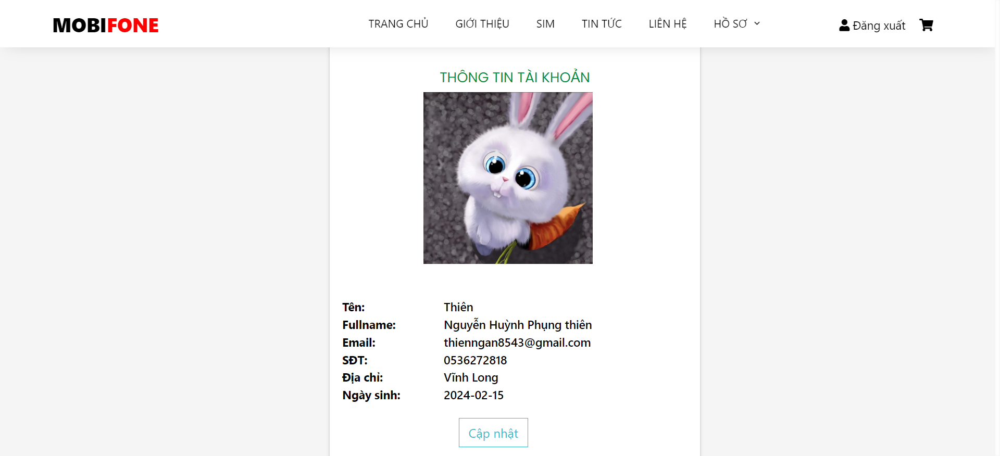 MOBIFONE TRANG CHỦ GIỚI THIỆU SIM TIN TỨC LIÊN HỆ HỒ SƠ Đăng xuất
THÔNG TIN TÀI KHOẢN
Tên: Thiên
Fullname: Nguyễn Huỳnh Phụng thiên
Email: thienngan8543@gmail.com
SĐT: 0536272818
Địa chỉ: Vĩnh Long
Ngày sinh: 2024-02-15
Cập nhật